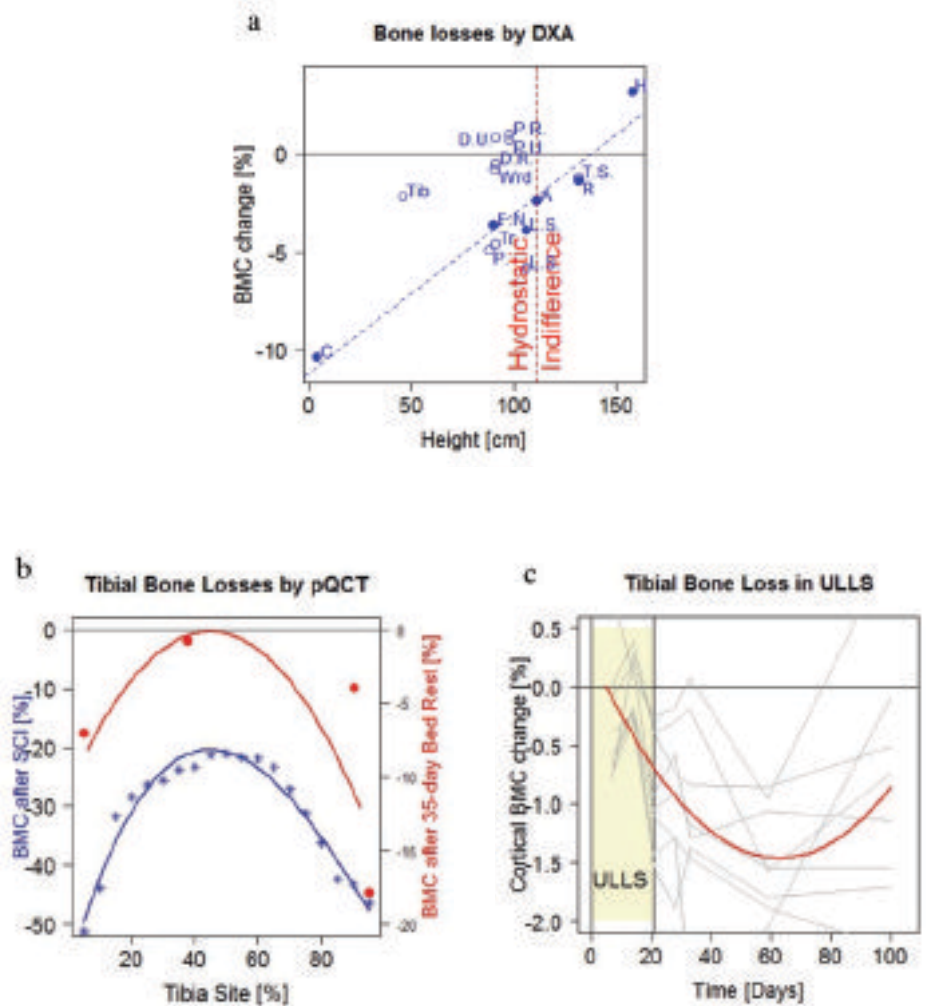 a
Bone losses by DXA
BMC change [%]
0
-5
-10
H
P.R.
D.U
D.R.
Wrd
T.S.
R
Tib
A
F.N.
L.S.
Tr
P
C
Hydrostatic
Indifference
0 50 100 150
Height [cm]
b
Tibial Bone Losses by pQCT
BMC after SCI [%]
0
-10
-20
-30
-40
-50
0
-5
-10
-15
-20
BMC after 35-day Bed Rest [%]
20 40 60 80
Tibia Site [%]
c
Tibial Bone Loss in ULLS
Cortical BMC change [%]
0.5
0.0
-0.5
-1.0
-1.5
-2.0
ULLS
0 20 40 60 80 100
Time [Days]